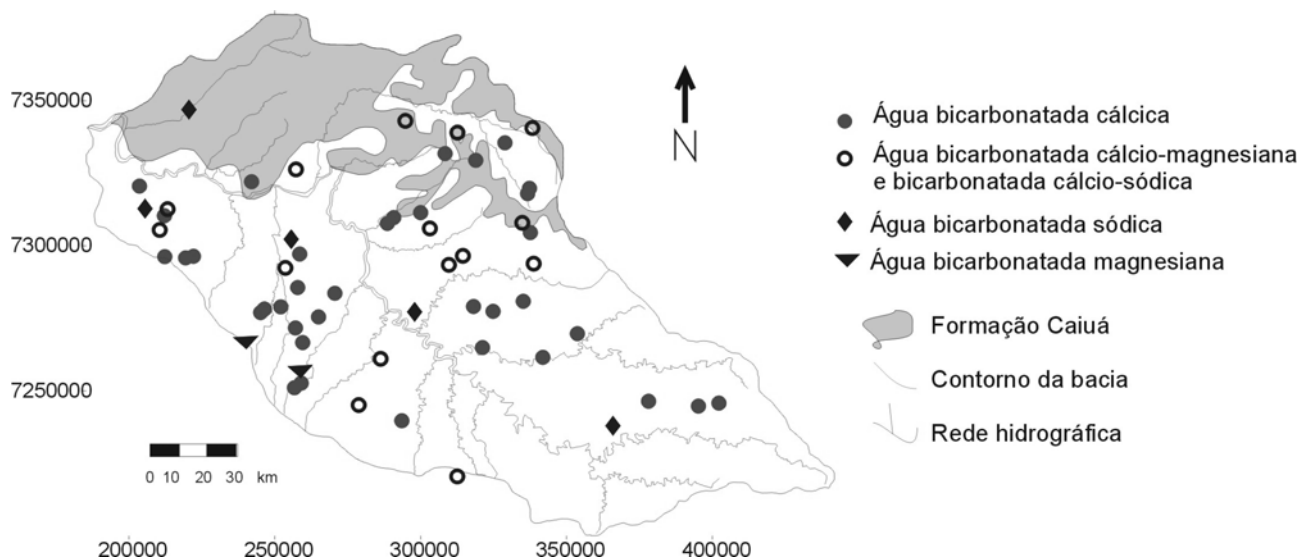 7350000
7300000
7250000
N
0 10 20 30 km
200000 250000 300000 350000 400000
Água bicarbonatada cálcica
Água bicarbonatada cálcio-magnesiana
e bicarbonatada cálcio-sódica
Água bicarbonatada sódica
Água bicarbonatada magnesiana
Formação Caiuá
Contorno da bacia
Rede hidrográfica